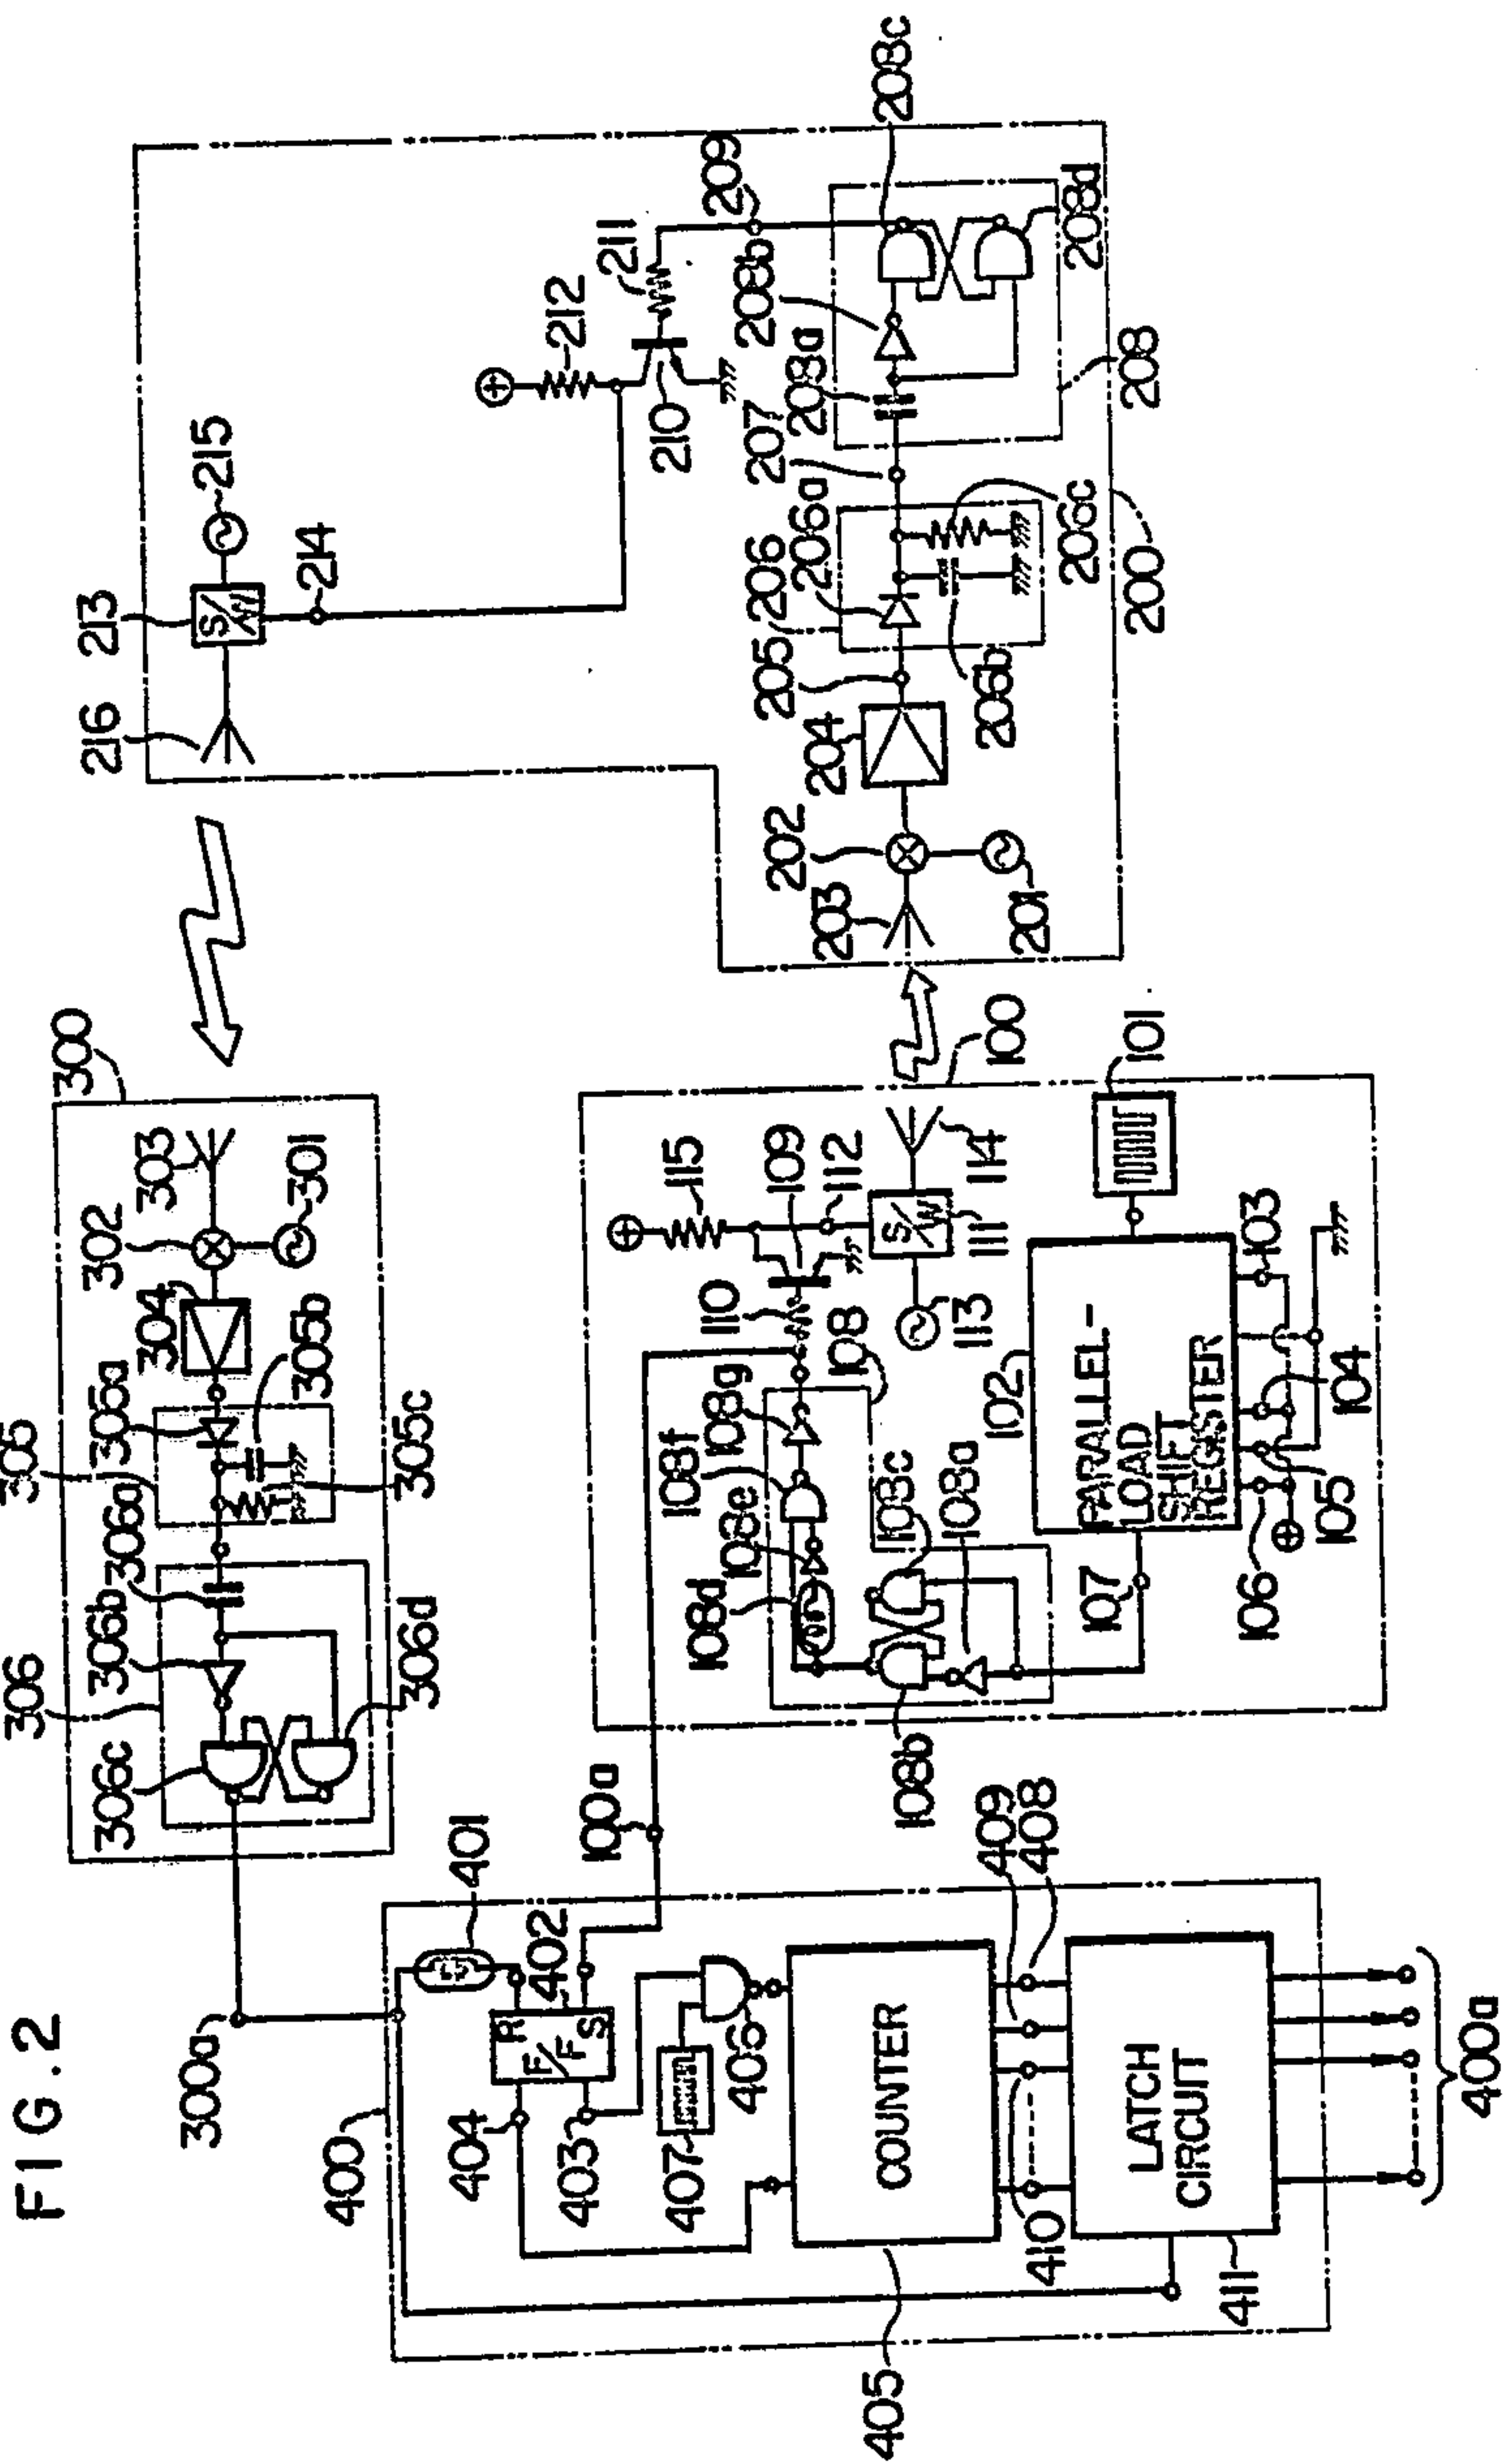 FIG. 2
300
303
302
301
304
305b
305a
305
305c
306a
306b
306
306d
306c
300a
216
213
215
214
212
211
209
208c
210
208b
208a
208d
207
208
206
206a
206c
205
200
204
206b
202
203
201
100
115
109
112
114
110
S/W
111
113
108
108g
108f
108e
108c
108a
108d
108b
101
102
PARALLEL-
LOAD
SHIFT
REGISTER
103
104
105
106
107
100a
S/W
400
401
402
R
F/F
S
404
403
407
406
COUNTER
405
409
408
410
LATCH
CIRCUIT
411
400a